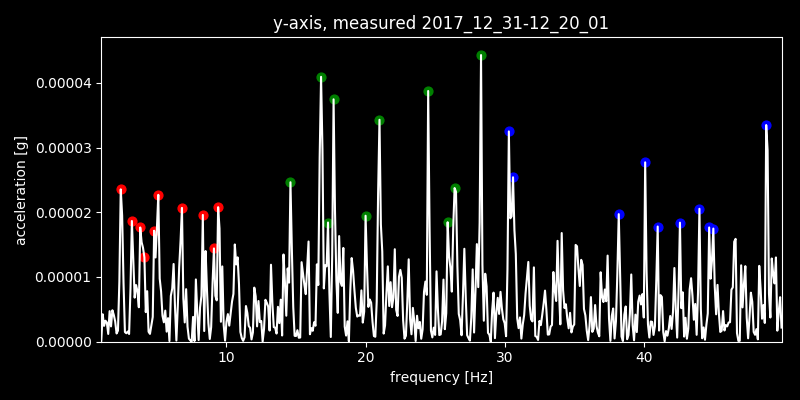 y-axis, measured 2017_12_31-12_20_01
0.00004
0.00003
0.00002
0.00001
0.00000
acceleration [g]
10 20 30 40
frequency [Hz]